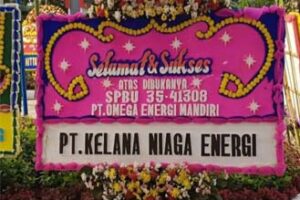 Selamat & Sukses
ATAS DIBUKANYA
SPBU 35-41308
PT.OMEGA ENERGI MANDIRI
PT.KELANA NIAGA ENERGI